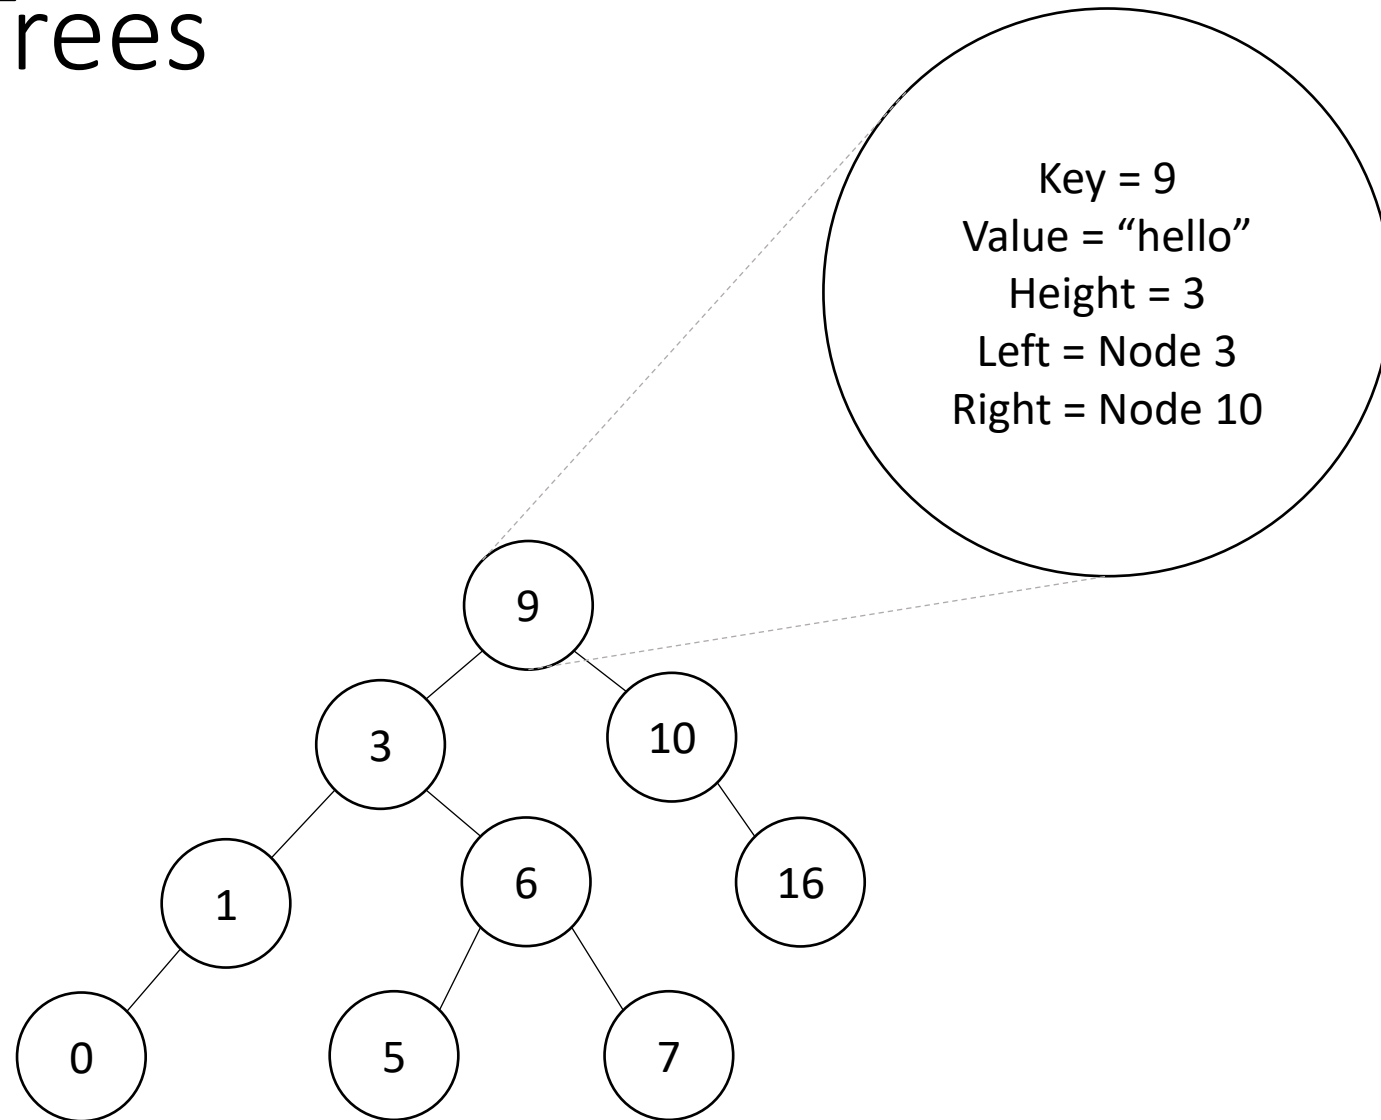 Trees
Key = 9
Value = “hello”
Height = 3
Left = Node 3
Right = Node 10
9
3
10
1
6
16
0
5
7